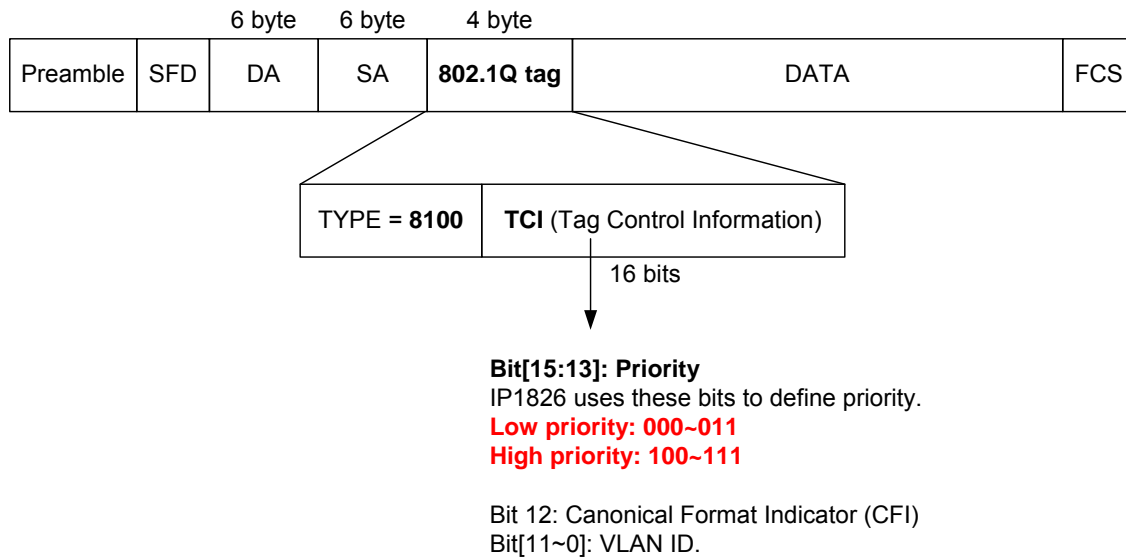 6 byte 6 byte 4 byte
Preamble SFD DA SA 802.1Q tag DATA FCS
TYPE = 8100 TCI (Tag Control Information)
16 bits
Bit[15:13]: Priority
IP1826 uses these bits to define priority.
Low priority: 000~011
High priority: 100~111
Bit 12: Canonical Format Indicator (CFI)
Bit[11~0]: VLAN ID.